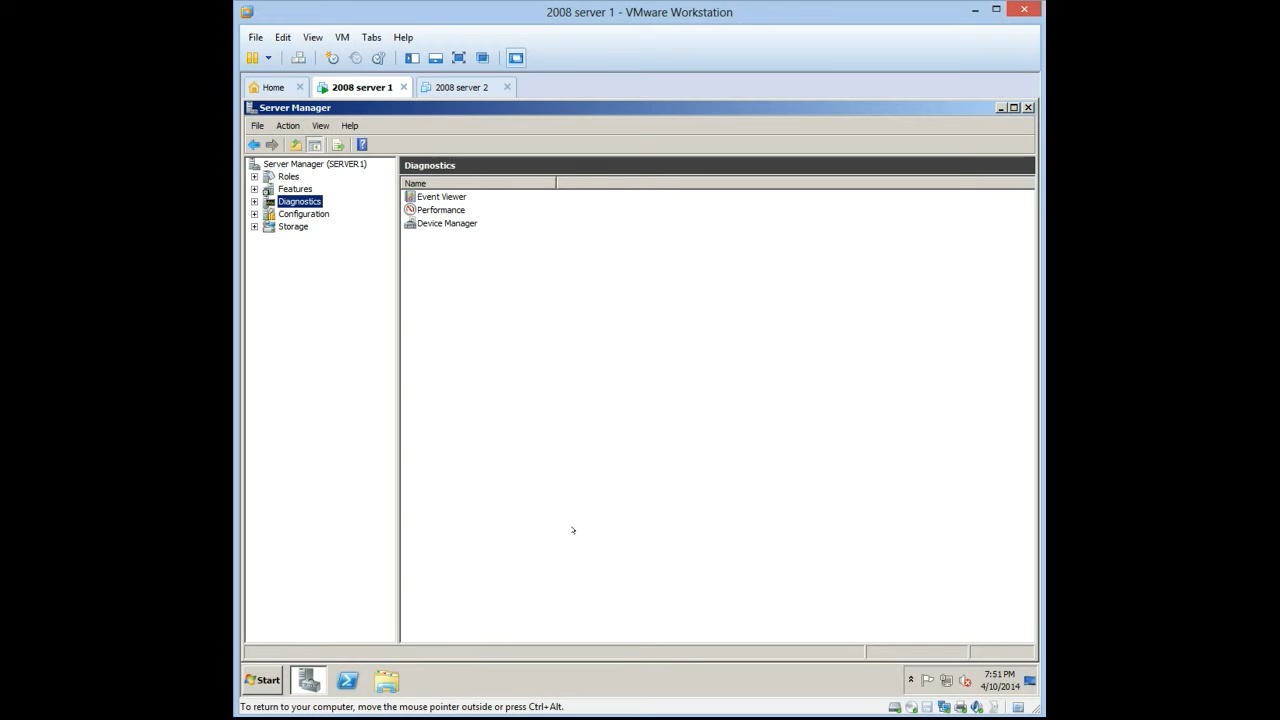 2008 server 1 - VMware Workstation
File Edit View VM Tabs Help
Home 2008 server 1 2008 server 2
Server Manager
File Action View Help
Server Manager (SERVER1)
Roles
Features
Diagnostics
Configuration
Storage
Diagnostics
Name
Event Viewer
Performance
Device Manager
Start
7:51 PM
4/10/2014
To return to your computer, move the mouse pointer outside or press Ctrl+Alt.